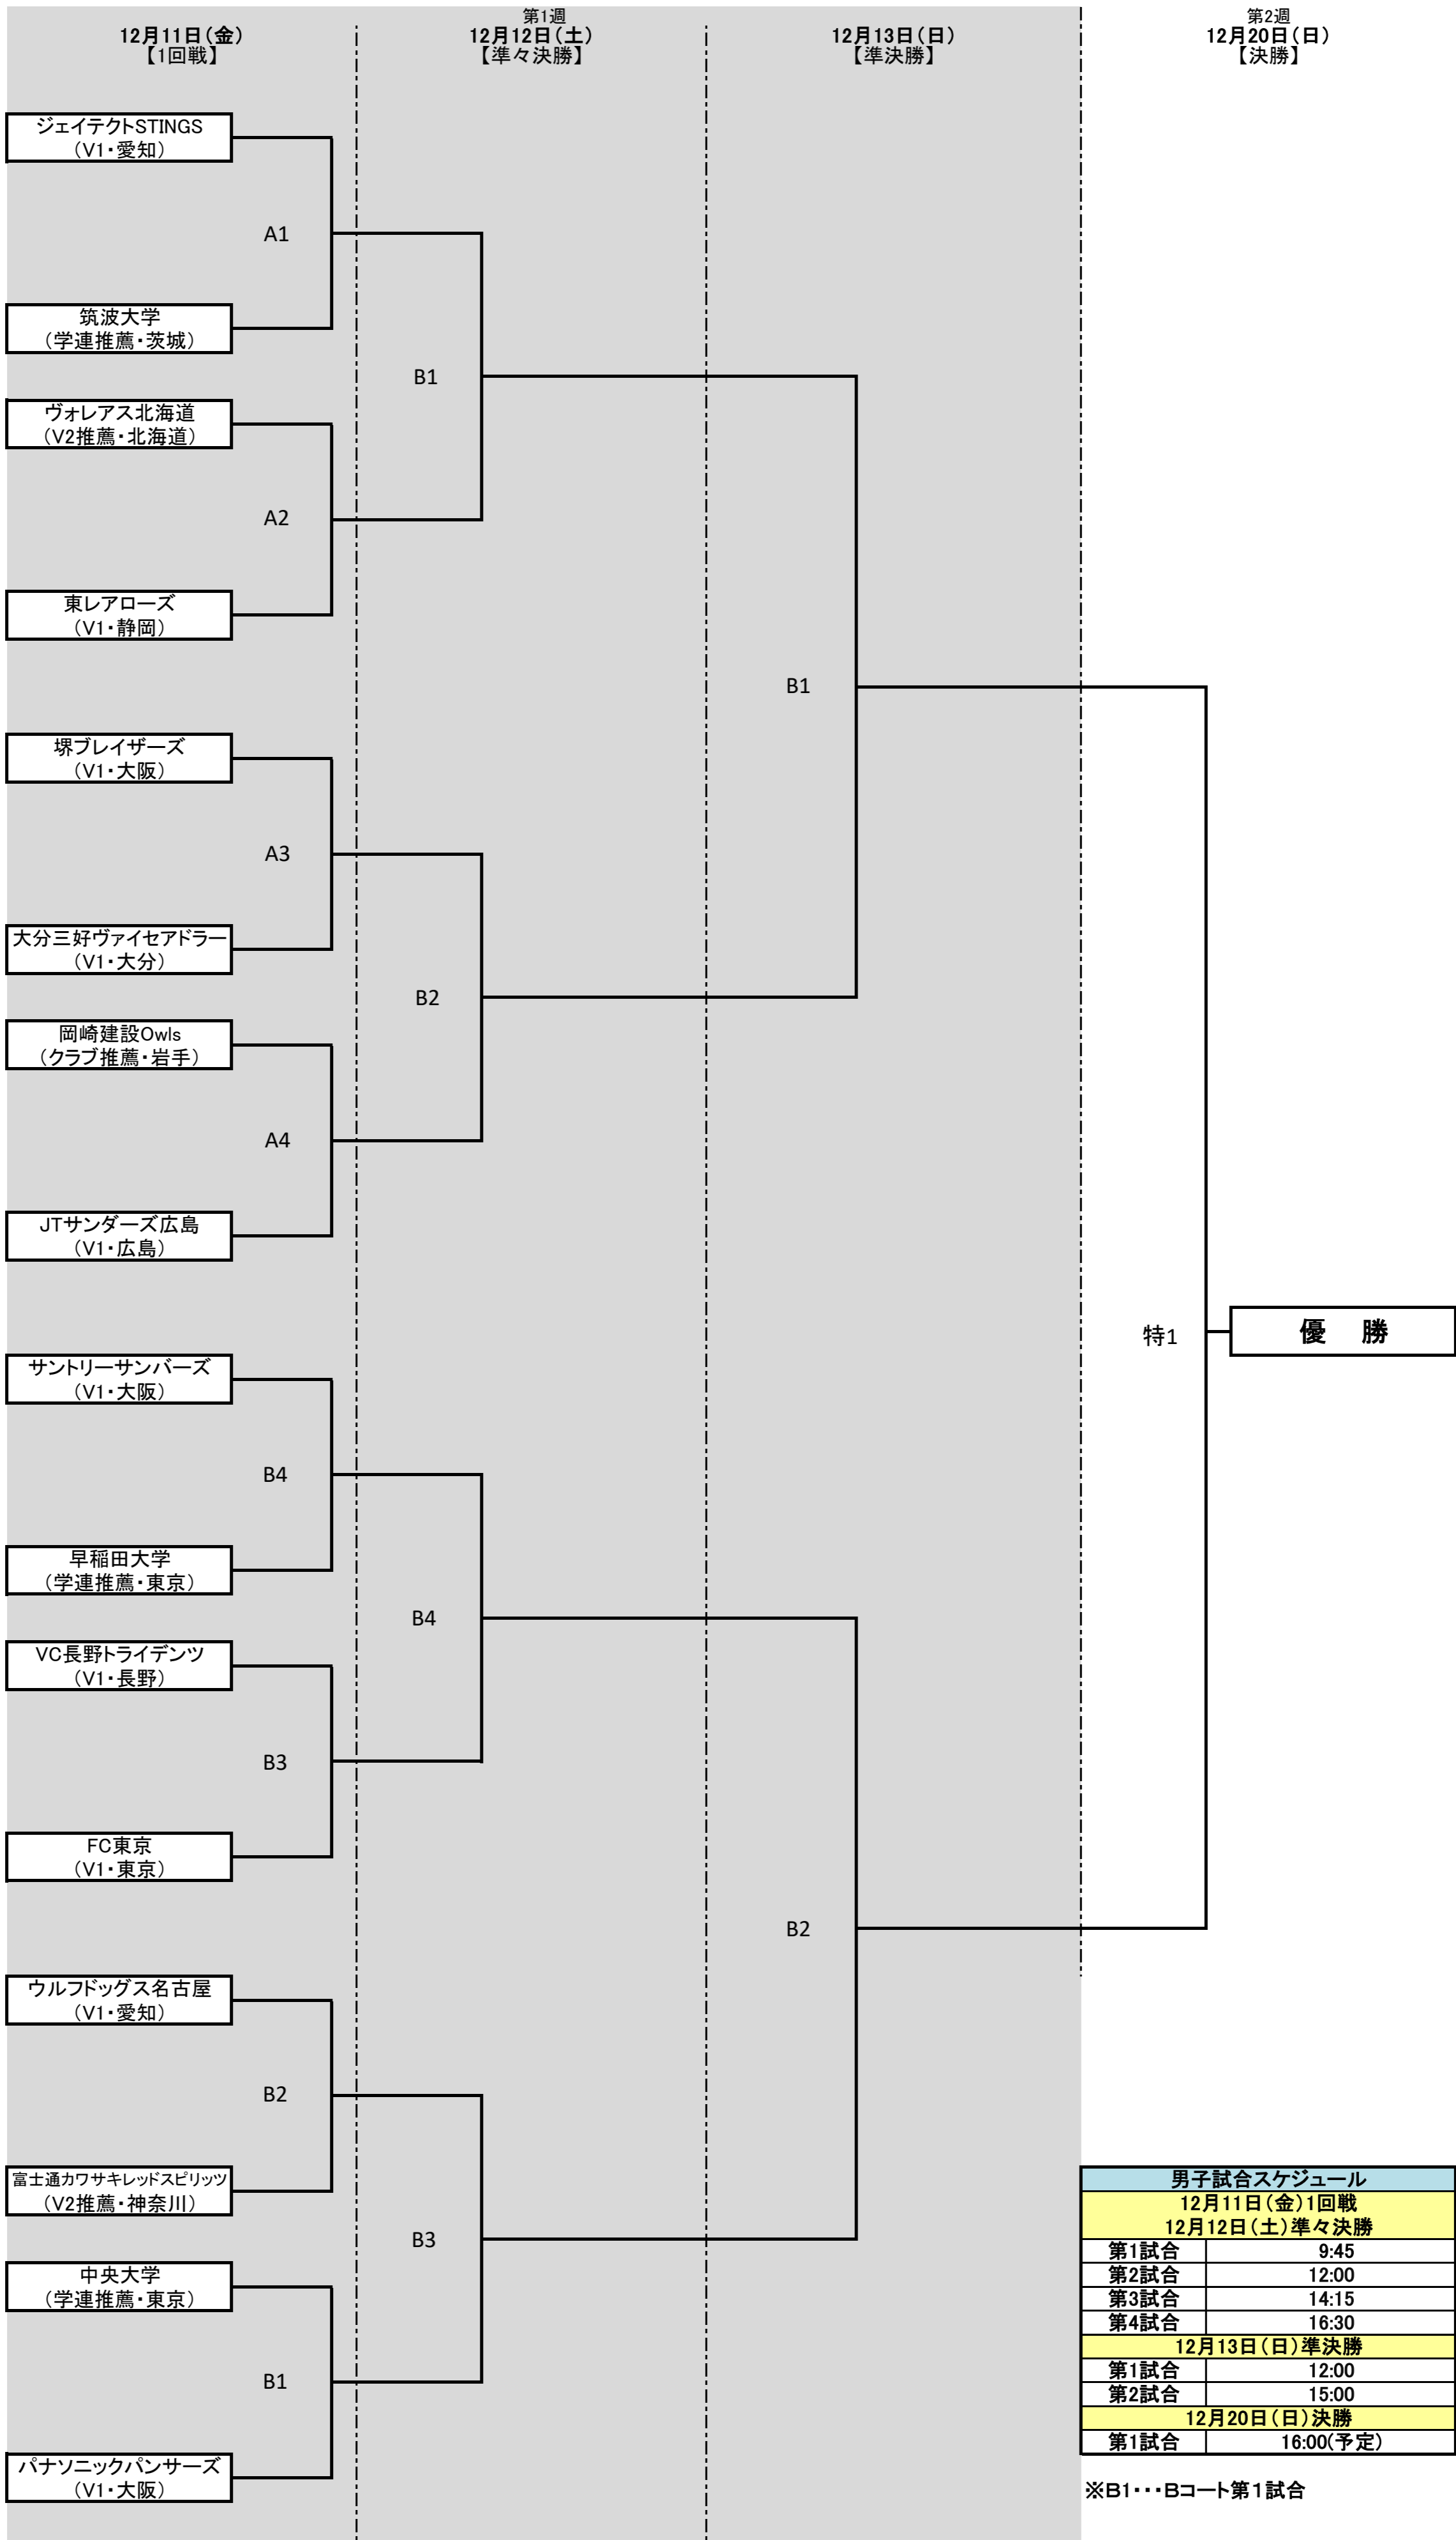 第1週
第2週
12月11日(金)
12月12日(土)
12月13日(日)
12月20日(日)
【1回戦】
【準々決勝】
【準決勝】
【決勝】
ジェイテクトSTINGS
(V1・愛知)
A1
筑波大学
(学連推薦・茨城)
B1
ヴォレアス北海道
(V2推薦・北海道)
A2
東レアローズ
(V1・静岡)
B1
堺ブレイザーズ
(V1・大阪)
A3
大分三好ヴァイセアドラー
(V1・大分)
B2
岡崎建設Owls
(クラブ推薦・岩手)
A4
JTサンダーズ広島
(V1・広島)
特1
優 勝
サントリーサンバーズ
(V1・大阪)
B4
早稲田大学
(学連推薦・東京)
B4
VC長野トライデンツ
(V1・長野)
B3
FC東京
(V1・東京)
B2
ウルフドッグス名古屋
(V1・愛知)
B2
富士通カワサキレッドスピリッツ
(V2推薦・神奈川)
B3
中央大学
(学連推薦・東京)
B1
パナソニックパンサーズ
(V1・大阪)
男子試合スケジュール
12月11日(金)1回戦
12月12日(土)準々決勝
第1試合 9:45
第2試合 12:00
第3試合 14:15
第4試合 16:30
12月13日(日)準決勝
第1試合 12:00
第2試合 15:00
12月20日(日)決勝
第1試合 16:00(予定)
※B1・・・Bコート第1試合